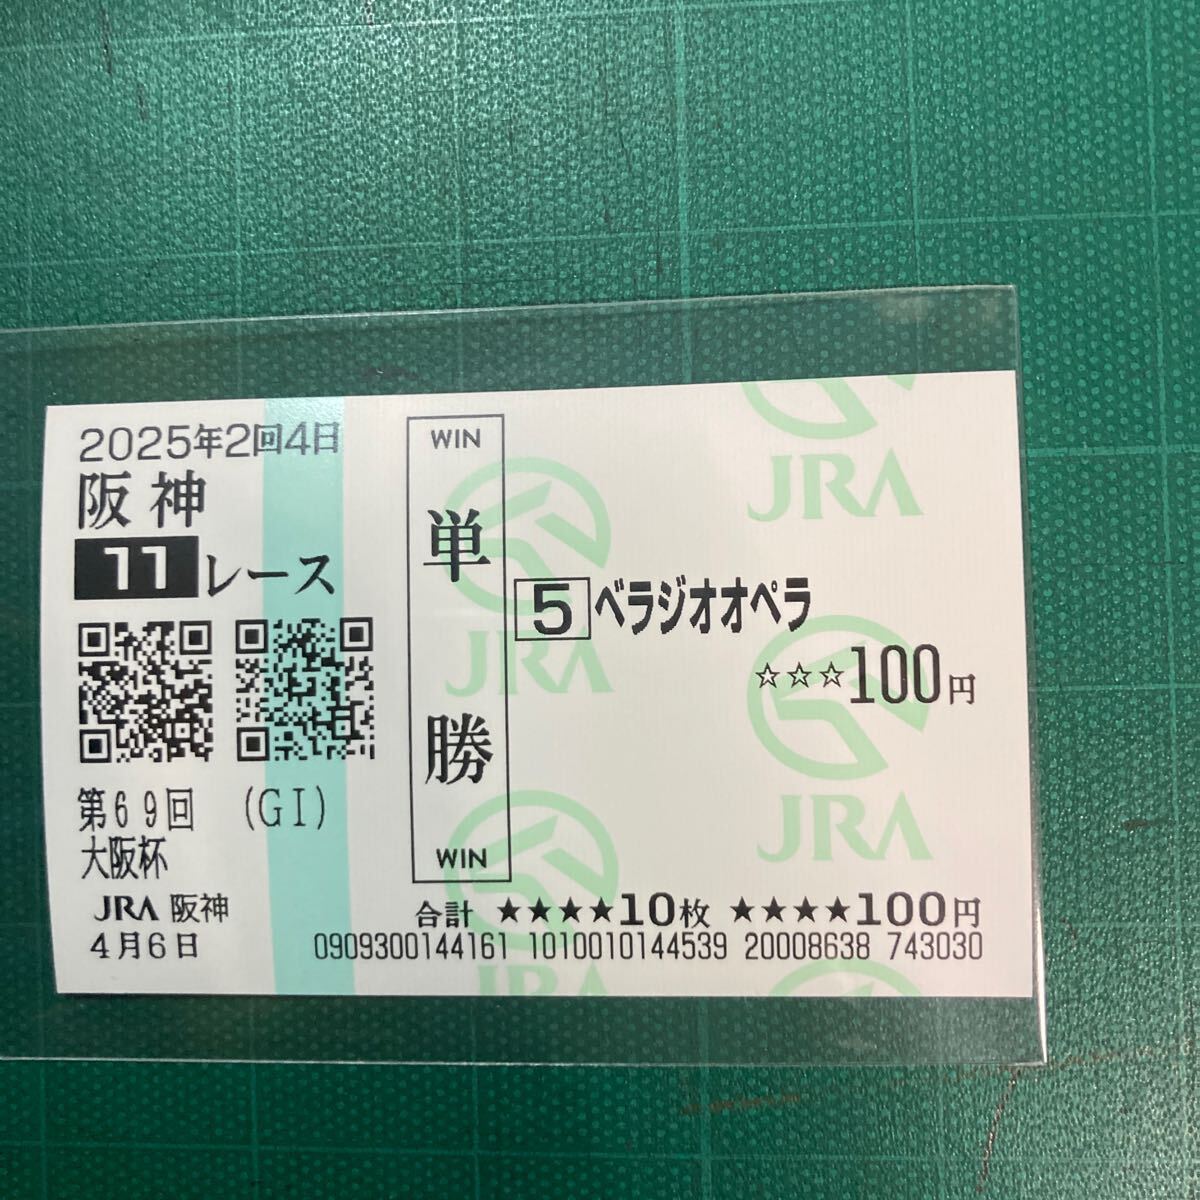 2025年2回4日
阪神
11レース
第69回 (GI)
大阪杯
JRA 阪神
4月6日
WIN
単勝
WIN
5 ベラジオオペラ
☆☆☆100円
合計 ★★★★10枚 ★★★★100円
0909300144161 1010010144539 20008638 743030
JRA
JRA
JRA
JRA